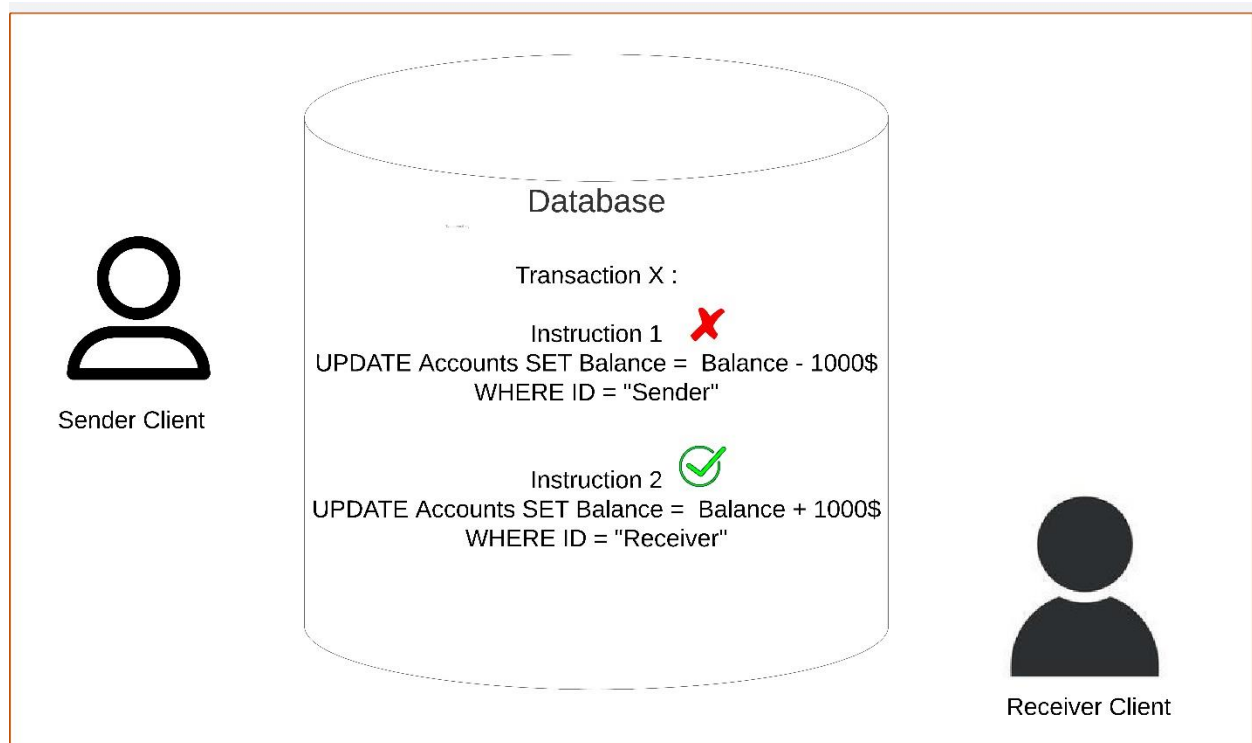 Database
Transaction X :
Instruction 1
UPDATE Accounts SET Balance =  Balance - 1000$
WHERE ID = "Sender"
Sender Client
Instruction 2
UPDATE Accounts SET Balance =  Balance + 1000$
WHERE ID = "Receiver"
Receiver Client